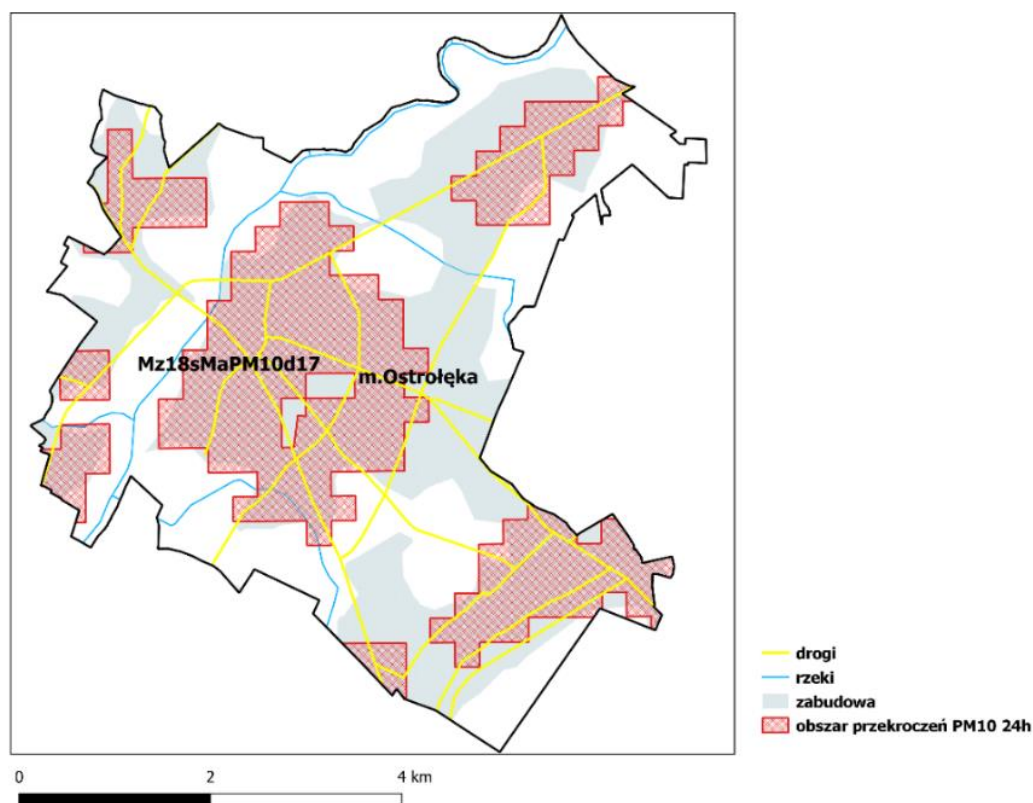 Mz18sMaPM10d17
m.Ostrołęka
drogi
rzeki
zabudowa
obszar przekroczeń PM10 24h
0 2 4 km